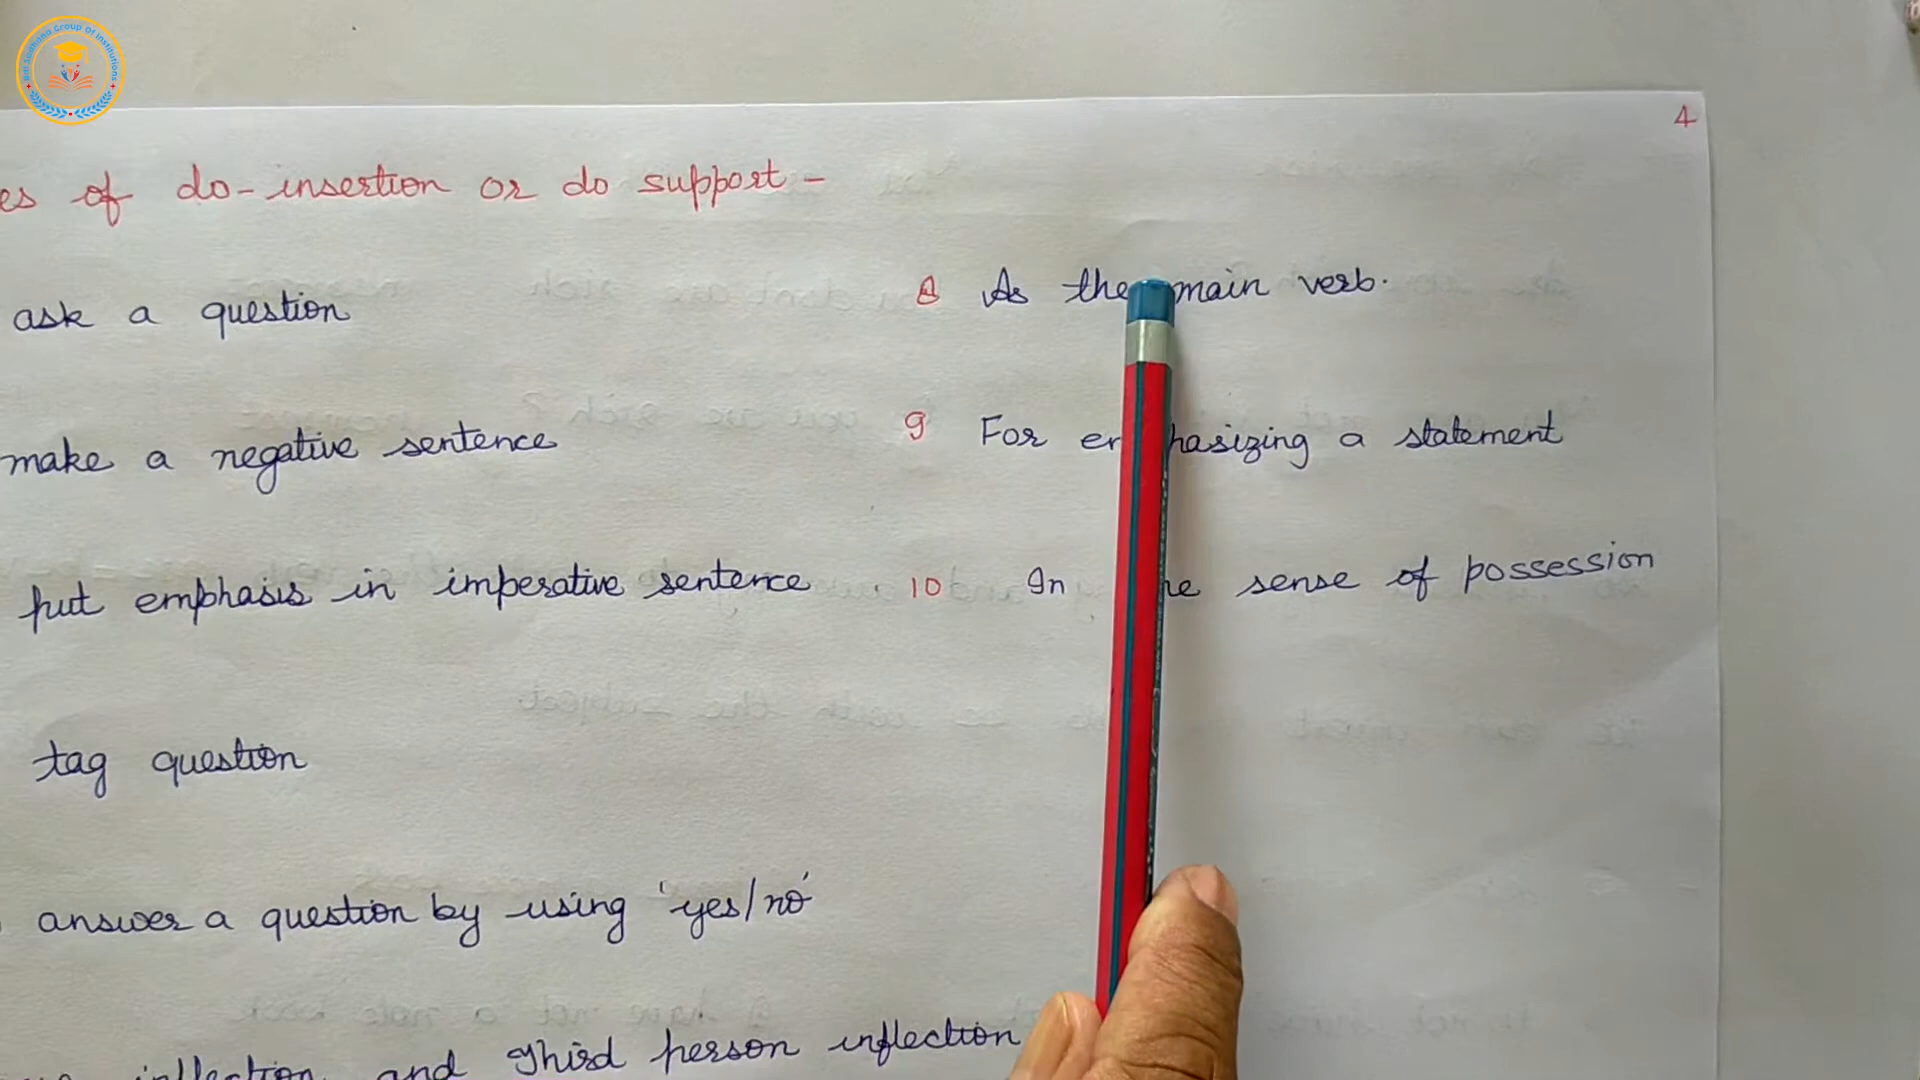 4
of do-insertion or do support -
ask a question
make a negative sentence
put emphasis in imperative sentence
tag question
answer a question by using 'yes/no'
inflection and Third person inflection
8 As the main verb.
9 For emphasizing a statement
10 In the sense of possession